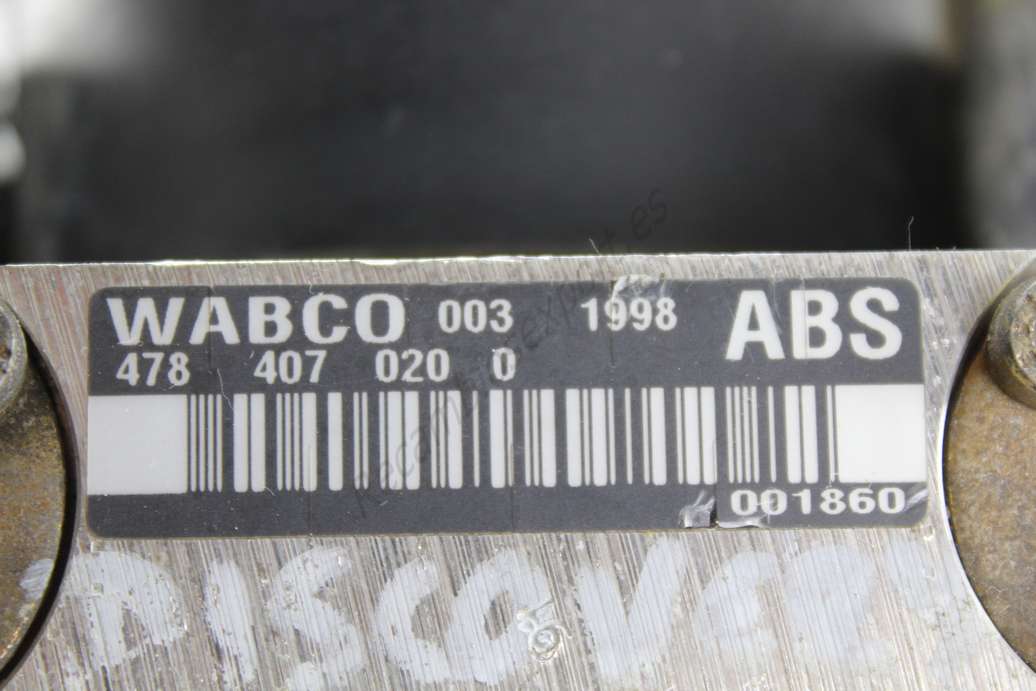 WABCO 003 1998 ABS
478 407 020 0
001860
DISCOVERY